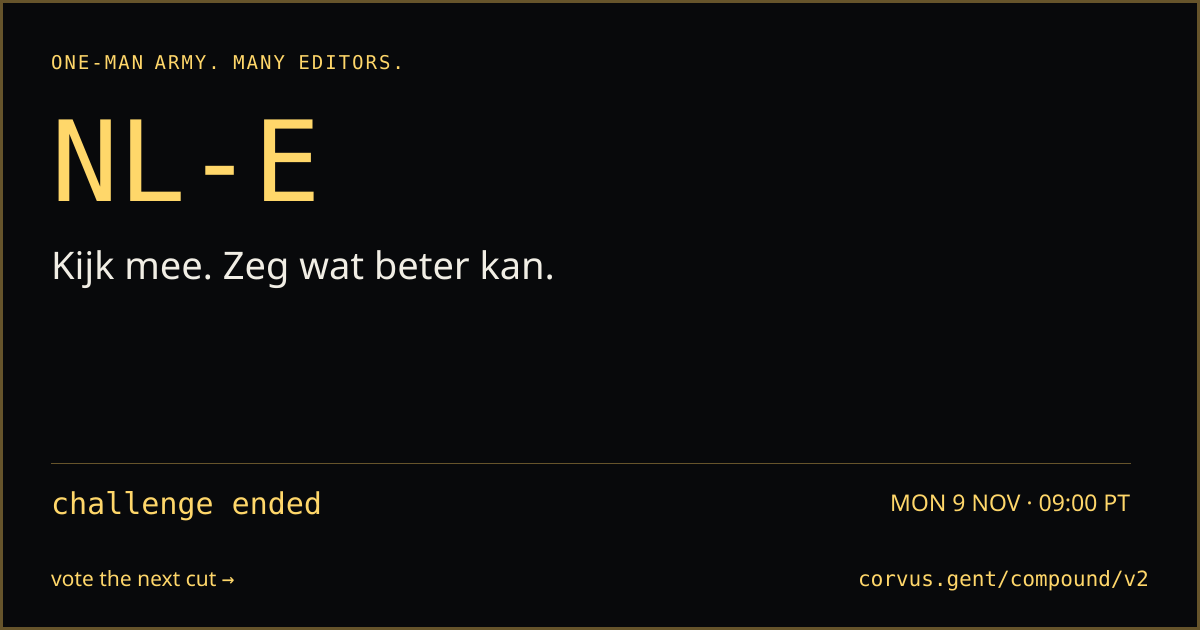 ONE-MAN ARMY. MANY EDITORS.
NL-E
Kijk mee. Zeg wat beter kan.
challenge ended
MON 9 NOV · 09:00 PT
vote the next cut →
corvus.gent/compound/v2